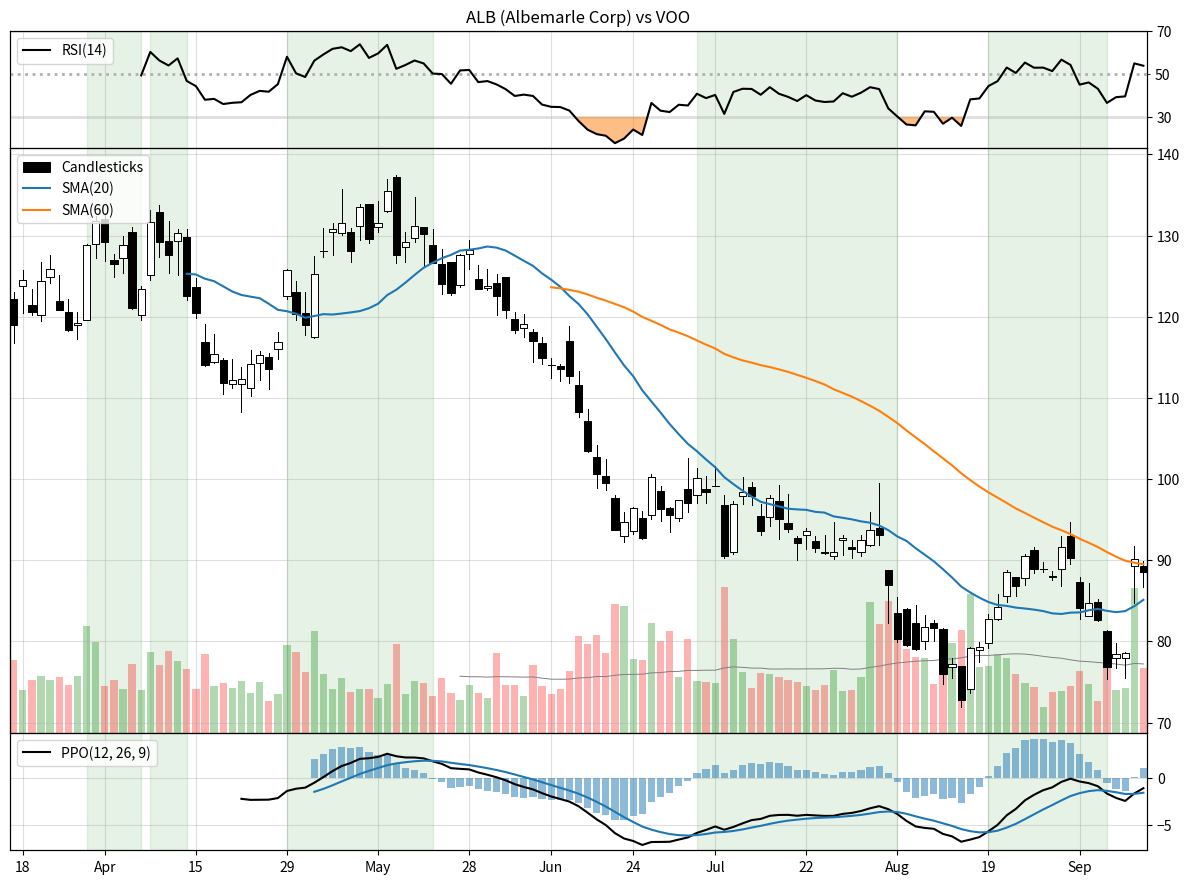 ALB (Albemarle Corp) vs VOO
RSI(14)
70
50
30
Candlesticks
SMA(20)
SMA(60)
140
130
120
110
100
90
80
70
PPO(12, 26, 9)
0
−5
18 Apr 15 29 May 28 Jun 24 Jul 22 Aug 19 Sep